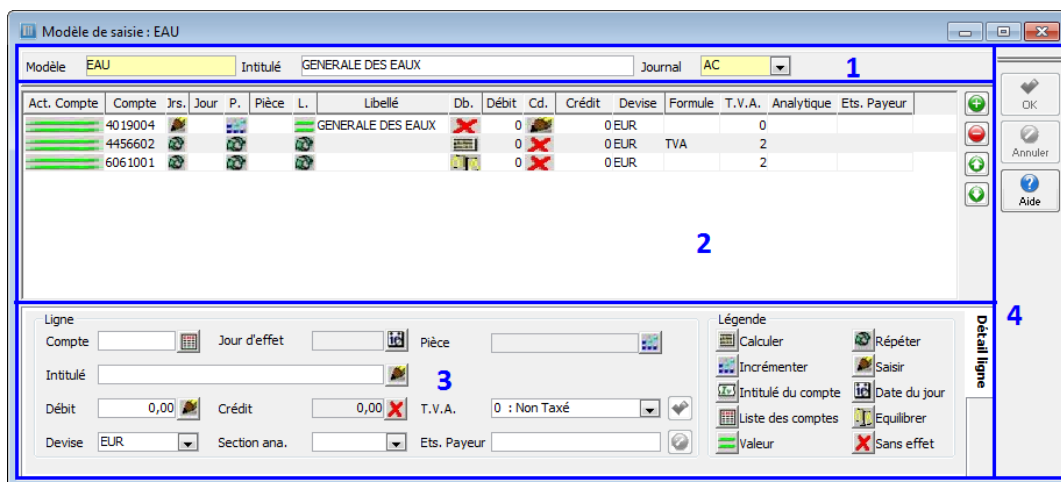 Modèle de saisie : EAU
Modèle EAU Intitulé GENERALE DES EAUX Journal AC 1
Act. Compte Compte Jrs. Jour P. Pièce L. Libellé Db. Débit Cd. Crédit Devise Formule T.V.A. Analytique Ets. Payeur
4019004 GENERALE DES EAUX 0 0 EUR 0
4456602 0 0 EUR TVA 2
6061001 0 0 EUR 2
2
OK
Annuler
Aide
4
Ligne
Compte Jour d'effet Pièce
Intitulé 3
Débit 0,00 Crédit 0,00 T.V.A. 0 : Non Taxé
Devise EUR Section ana. Ets. Payeur
Légende
Calculer Répéter
Incrémenter Saisir
Intitulé du compte Date du jour
Liste des comptes Equilibrer
Valeur Sans effet
Détail ligne